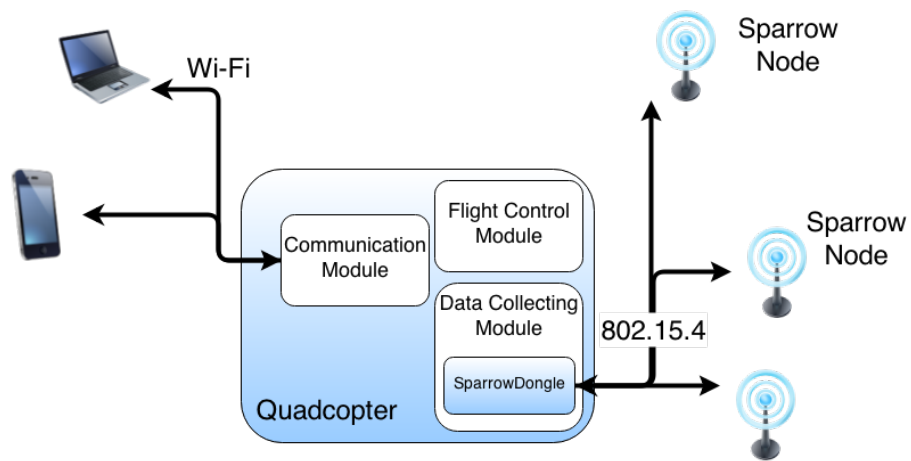 Sparrow
Node
Wi-Fi
Flight Control
Module
Communication
Module
Sparrow
Node
Data Collecting
Module
802.15.4
SparrowDongle
Quadcopter